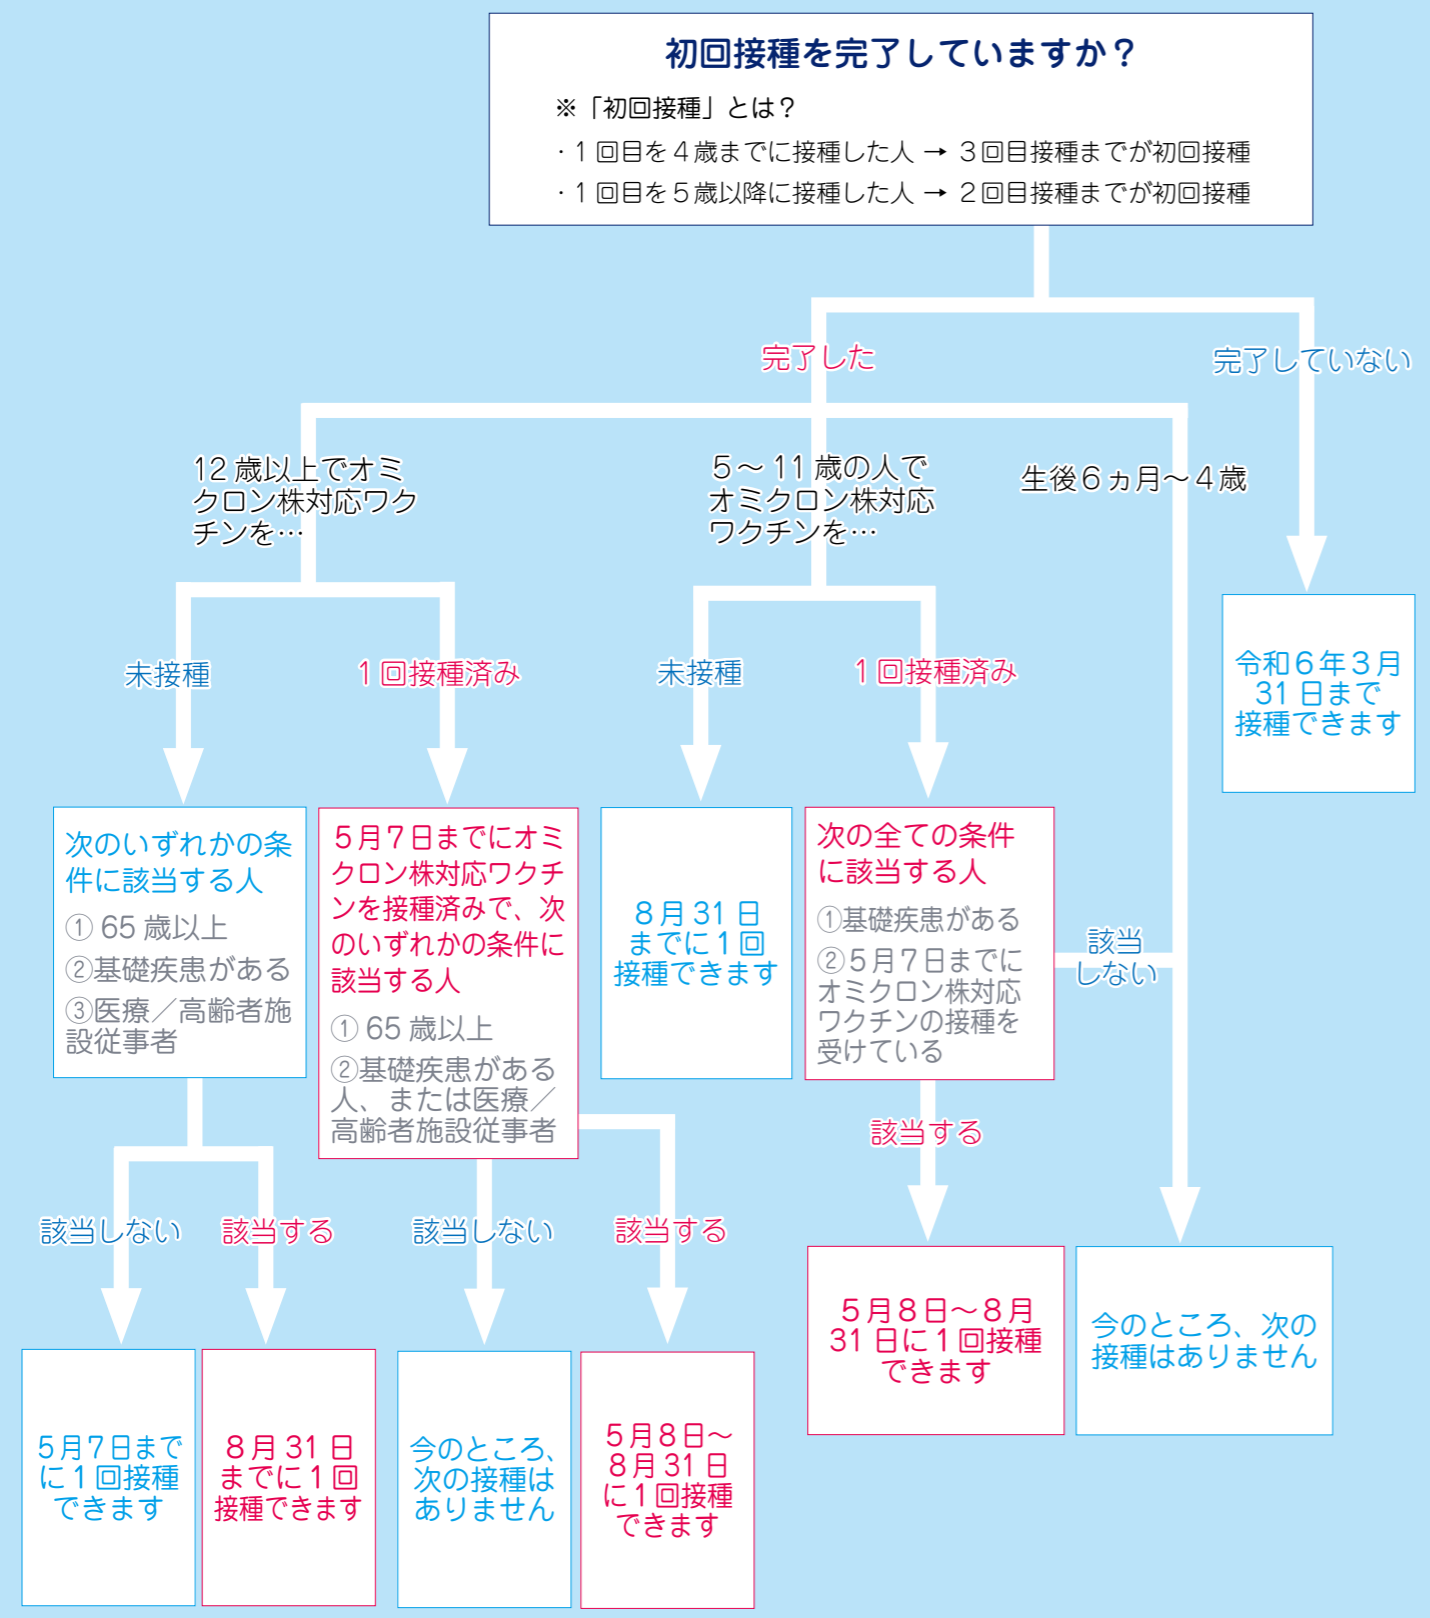 初回接種を完了していますか？
※「初回接種」とは？
・1回目を4歳までに接種した人 → 3回目接種までが初回接種
・1回目を5歳以降に接種した人 → 2回目接種までが初回接種
完了した
完了していない
12歳以上でオミ
クロン株対応ワク
チンを…
5～11歳の人で
オミクロン株対応
ワクチンを…
生後6ヵ月～4歳
未接種
1回接種済み
未接種
1回接種済み
令和6年3月
31日まで
接種できます
次のいずれかの条
件に該当する人
①65歳以上
②基礎疾患がある
③医療／高齢者施
設従事者
5月7日までにオミ
クロン株対応ワクチ
ンを接種済みで、次
のいずれかの条件に
該当する人
①65歳以上
②基礎疾患がある
人、または医療／
高齢者施設従事者
8月31日
までに1回
接種できます
次の全ての条件
に該当する人
①基礎疾患がある
②5月7日までに
オミクロン株対応
ワクチンの接種を
受けている
該当
しない
該当する
該当しない
該当する
該当しない
該当する
5月8日～8月
31日に1回接種
できます
今のところ、次の
接種はありません
5月7日まで
に1回接種
できます
8月31日
までに1回
接種できます
今のところ、
次の接種は
ありません
5月8日～
8月31日
に1回接種
できます